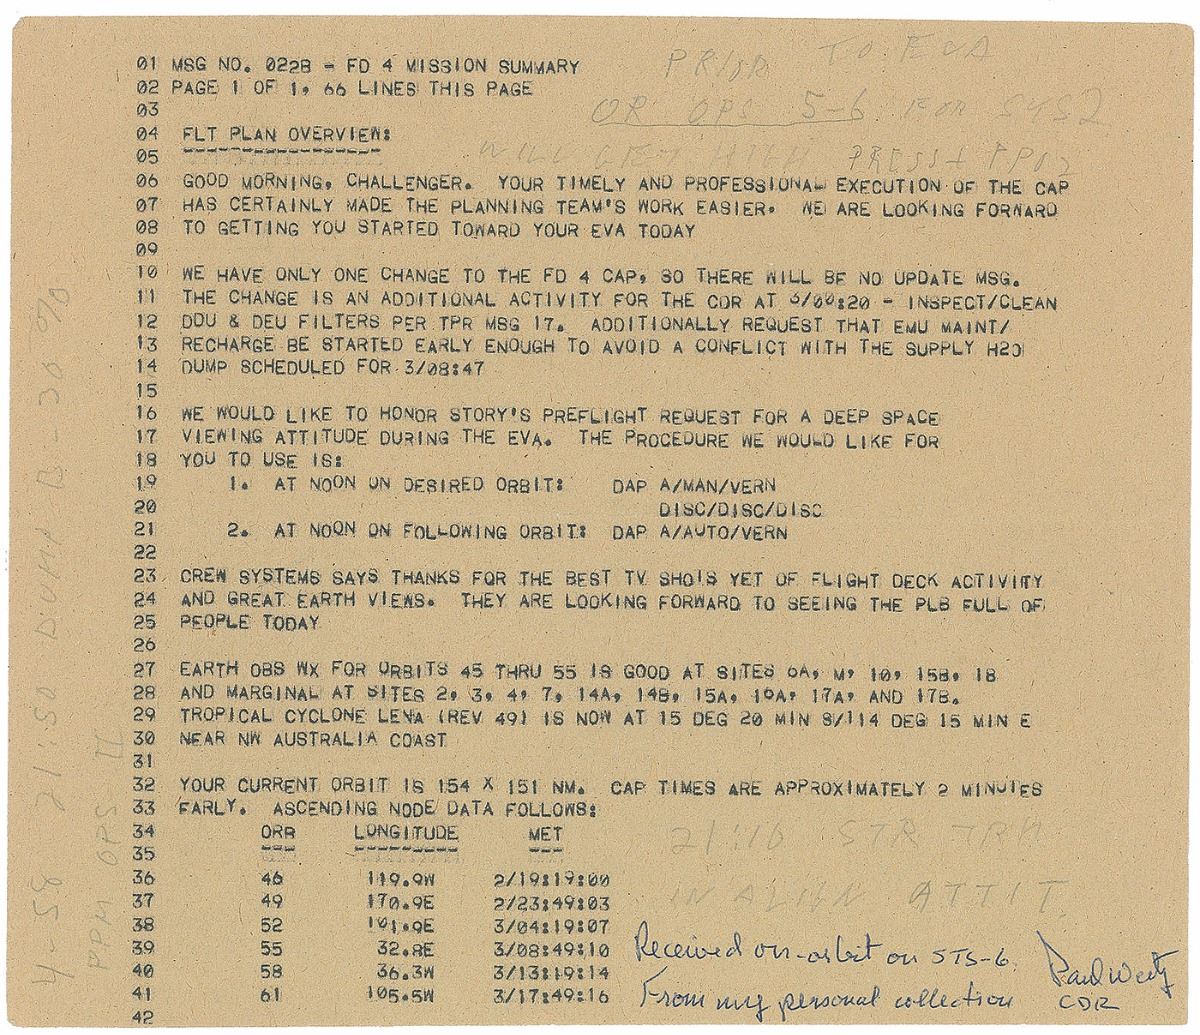 PRIOR TO EVA
OR OPS 5-6 FOR SYS2
WILL GET HIGH PRESS + PPO2
01 MSG NO. 022B - FD 4 MISSION SUMMARY
02 PAGE 1 OF 1, 66 LINES THIS PAGE
03
04 FLT PLAN OVERVIEW:
05 -----------------
06 GOOD MORNING, CHALLENGER. YOUR TIMELY AND PROFESSIONAL EXECUTION OF THE CAP
07 HAS CERTAINLY MADE THE PLANNING TEAM'S WORK EASIER. WE ARE LOOKING FORWARD
08 TO GETTING YOU STARTED TOWARD YOUR EVA TODAY
09
10 WE HAVE ONLY ONE CHANGE TO THE FD 4 CAP, SO THERE WILL BE NO UPDATE MSG.
11 THE CHANGE IS AN ADDITIONAL ACTIVITY FOR THE CDR AT 3/00:20 - INSPECT/CLEAN
12 DDU & DEU FILTERS PER TPR MSG 17. ADDITIONALLY REQUEST THAT EMU MAINT/
13 RECHARGE BE STARTED EARLY ENOUGH TO AVOID A CONFLICT WITH THE SUPPLY H2O
14 DUMP SCHEDULED FOR 3/08:47
15
16 WE WOULD LIKE TO HONOR STORY'S PREFLIGHT REQUEST FOR A DEEP SPACE
17 VIEWING ATTITUDE DURING THE EVA. THE PROCEDURE WE WOULD LIKE FOR
18 YOU TO USE IS:
19 1. AT NOON ON DESIRED ORBIT: DAP A/MAN/VERN
20 DISC/DISC/DISC
21 2. AT NOON ON FOLLOWING ORBIT: DAP A/AUTO/VERN
22
23 CREW SYSTEMS SAYS THANKS FOR THE BEST TV SHOTS YET OF FLIGHT DECK ACTIVITY
24 AND GREAT EARTH VIEWS. THEY ARE LOOKING FORWARD TO SEEING THE PLB FULL OF
25 PEOPLE TODAY
26
27 EARTH OBS WX FOR ORBITS 45 THRU 55 IS GOOD AT SITES 6A, M, 10, 15B, 18
28 AND MARGINAL AT SITES 2, 3, 4, 7, 14A, 14B, 15A, 16A, 17A, AND 17B.
29 TROPICAL CYCLONE LENA (REV 49) IS NOW AT 15 DEG 20 MIN S/114 DEG 15 MIN E
30 NEAR NW AUSTRALIA COAST
31
32 YOUR CURRENT ORBIT IS 154 X 151 NM. CAP TIMES ARE APPROXIMATELY 2 MINUTES
33 EARLY. ASCENDING NODE DATA FOLLOWS:
34 ORB LONGITUDE MET
35 --- --------- ---
36 46 119.9W 2/19:19:00
37 49 170.9E 2/23:49:03
38 52 101.9E 3/04:19:07
39 55 32.8E 3/08:49:10
40 58 36.3W 3/13:19:14
41 61 105.5W 3/17:49:16
42
21:10 STR TRK
IN ALIGN ATTIT.
Received on-orbit on STS-6.
From my personal collection
Paul Weitz
CDR
4-58 21:50 DUMP B-30%
PPM OPS II